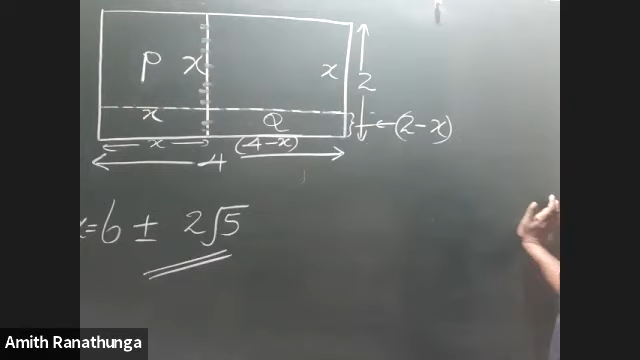 P x x 2
x Q (2-x)
x (4-x)
4
x=6 ± 2√5
Amith Ranathunga